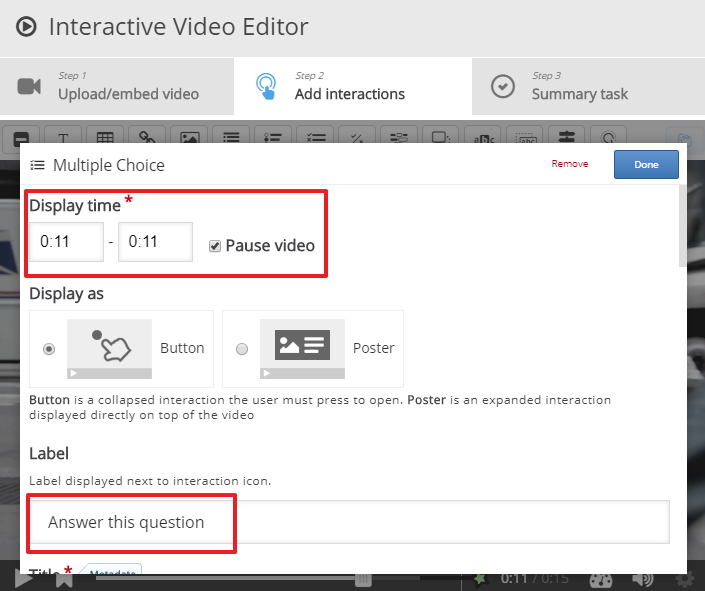 Interactive Video Editor
Step 1
Upload/embed video
Step 2
Add interactions
Step 3
Summary task
T
abc
abc
Multiple Choice
Remove
Done
Display time *
0:11 - 0:11 Pause video
Display as
Button
Poster
Button is a collapsed interaction the user must press to open. Poster is an expanded interaction
displayed directly on top of the video
Label
Label displayed next to interaction icon.
Answer this question
Title * Metadata
0:11 / 0:15